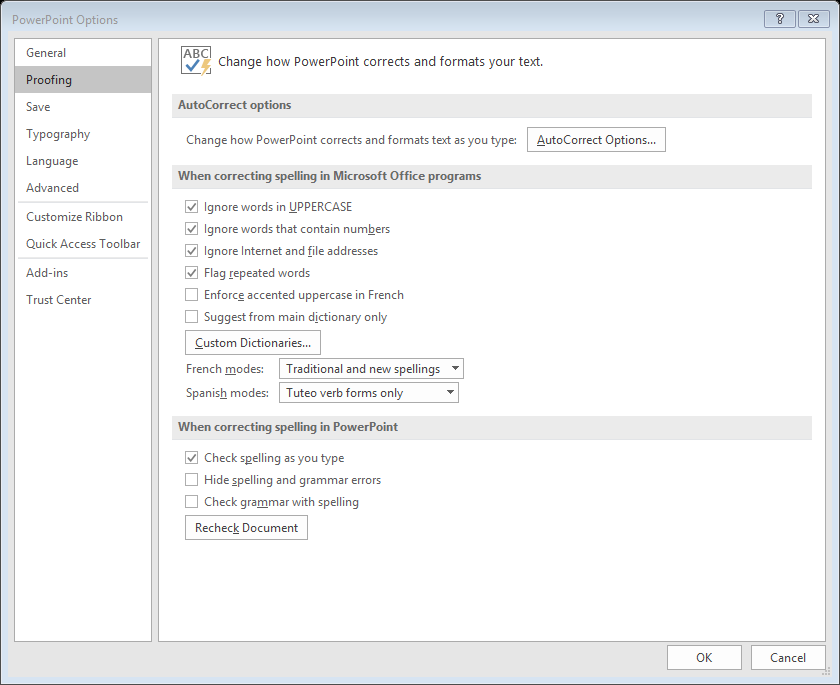 PowerPoint Options
General
Proofing
Save
Typography
Language
Advanced
Customize Ribbon
Quick Access Toolbar
Add-ins
Trust Center
ABC
Change how PowerPoint corrects and formats your text.
AutoCorrect options
Change how PowerPoint corrects and formats text as you type: AutoCorrect Options...
When correcting spelling in Microsoft Office programs
Ignore words in UPPERCASE
Ignore words that contain numbers
Ignore Internet and file addresses
Flag repeated words
Enforce accented uppercase in French
Suggest from main dictionary only
Custom Dictionaries...
French modes: Traditional and new spellings
Spanish modes: Tuteo verb forms only
When correcting spelling in PowerPoint
Check spelling as you type
Hide spelling and grammar errors
Check grammar with spelling
Recheck Document
OK Cancel